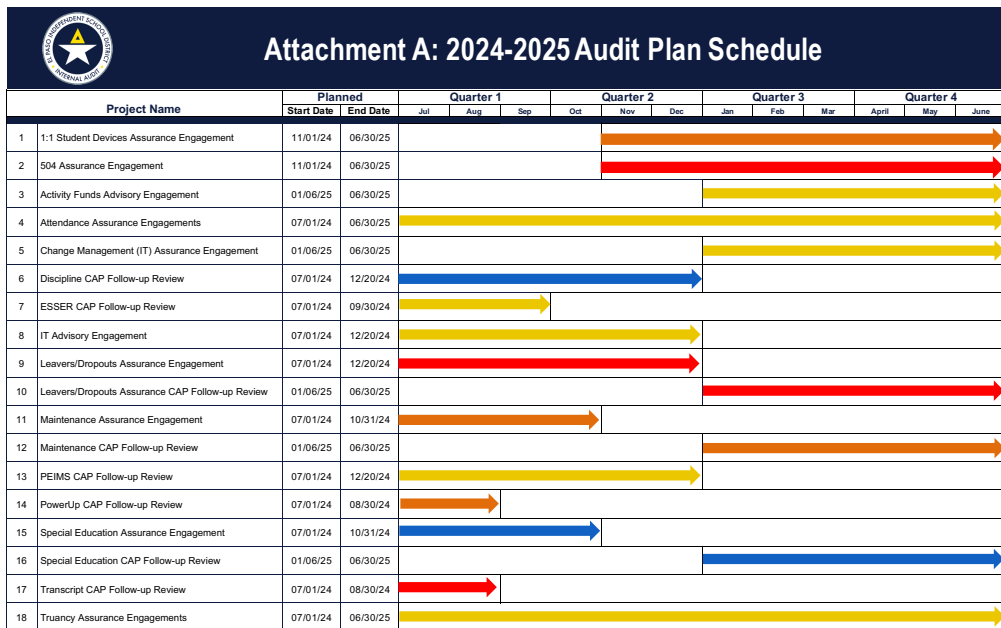 EL PASO INDEPENDENT SCHOOL DISTRICT
INTERNAL AUDIT
Attachment A: 2024-2025 Audit Plan Schedule
Project Name Planned Quarter 1 Quarter 2 Quarter 3 Quarter 4
Start Date End Date Jul Aug Sep Oct Nov Dec Jan Feb Mar April May June
1 1:1 Student Devices Assurance Engagement 11/01/24 06/30/25
2 504 Assurance Engagement 11/01/24 06/30/25
3 Activity Funds Advisory Engagement 01/06/25 06/30/25
4 Attendance Assurance Engagements 07/01/24 06/30/25
5 Change Management (IT) Assurance Engagement 01/06/25 06/30/25
6 Discipline CAP Follow-up Review 07/01/24 12/20/24
7 ESSER CAP Follow-up Review 07/01/24 09/30/24
8 IT Advisory Engagement 07/01/24 12/20/24
9 Leavers/Dropouts Assurance Engagement 07/01/24 12/20/24
10 Leavers/Dropouts Assurance CAP Follow-up Review 01/06/25 06/30/25
11 Maintenance Assurance Engagement 07/01/24 10/31/24
12 Maintenance CAP Follow-up Review 01/06/25 06/30/25
13 PEIMS CAP Follow-up Review 07/01/24 12/20/24
14 PowerUp CAP Follow-up Review 07/01/24 08/30/24
15 Special Education Assurance Engagement 07/01/24 10/31/24
16 Special Education CAP Follow-up Review 01/06/25 06/30/25
17 Transcript CAP Follow-up Review 07/01/24 08/30/24
18 Truancy Assurance Engagements 07/01/24 06/30/25